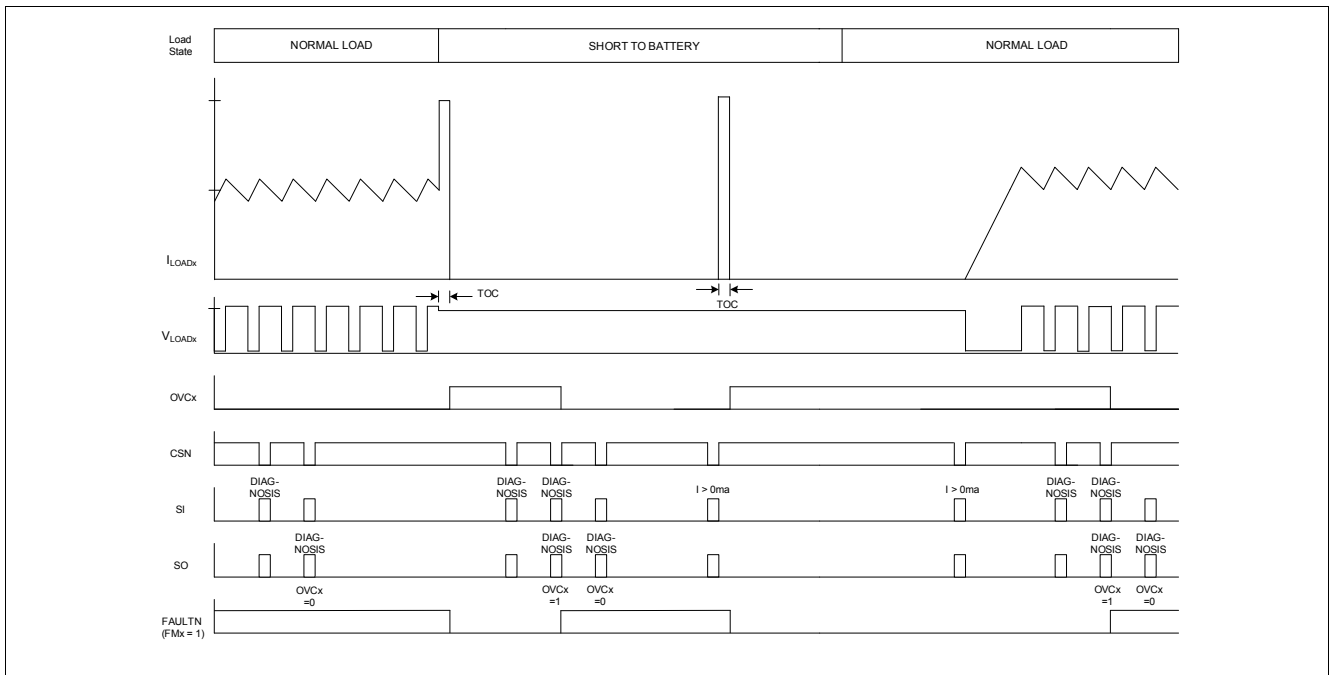 Load
State
NORMAL LOAD
SHORT TO BATTERY
NORMAL LOAD
ILOADx
TOC
TOC
VLOADx
OVCx
CSN
DIAG-
NOSIS
DIAG-
NOSIS
DIAG-
NOSIS
I > 0ma
I > 0ma
DIAG-
NOSIS
DIAG-
NOSIS
SI
DIAG-
NOSIS
DIAG-
NOSIS
DIAG-
NOSIS
DIAG-
NOSIS
DIAG-
NOSIS
SO
OVCx
=0
OVCx
=1
OVCx
=0
OVCx
=1
OVCx
=0
FAULTN
(FMx = 1)